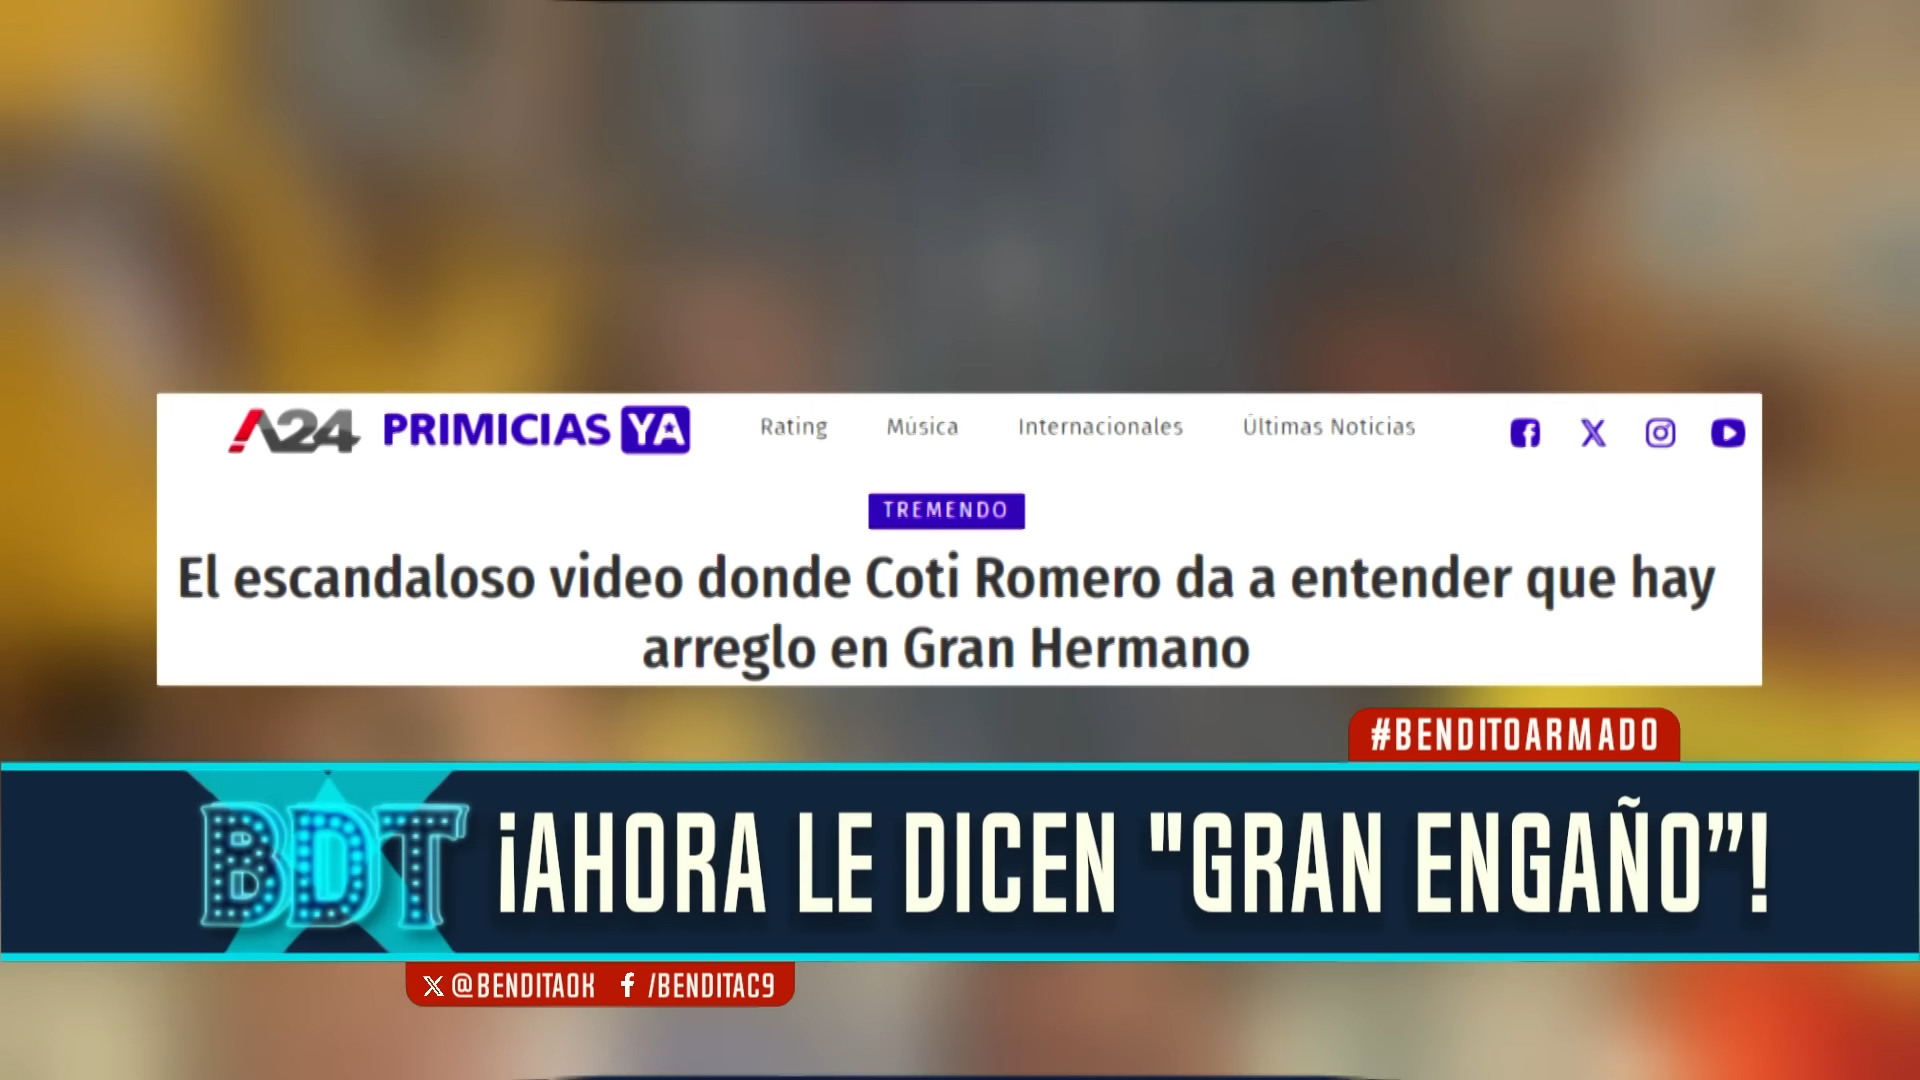 A24 PRIMICIAS YA Rating Música Internacionales Últimas Noticias
TREMENDO
El escandaloso video donde Coti Romero da a entender que hay
arreglo en Gran Hermano
#BENDITOARMADO
BDT ¡AHORA LE DICEN "GRAN ENGAÑO”!
@BENDITAOK /BENDITAC9